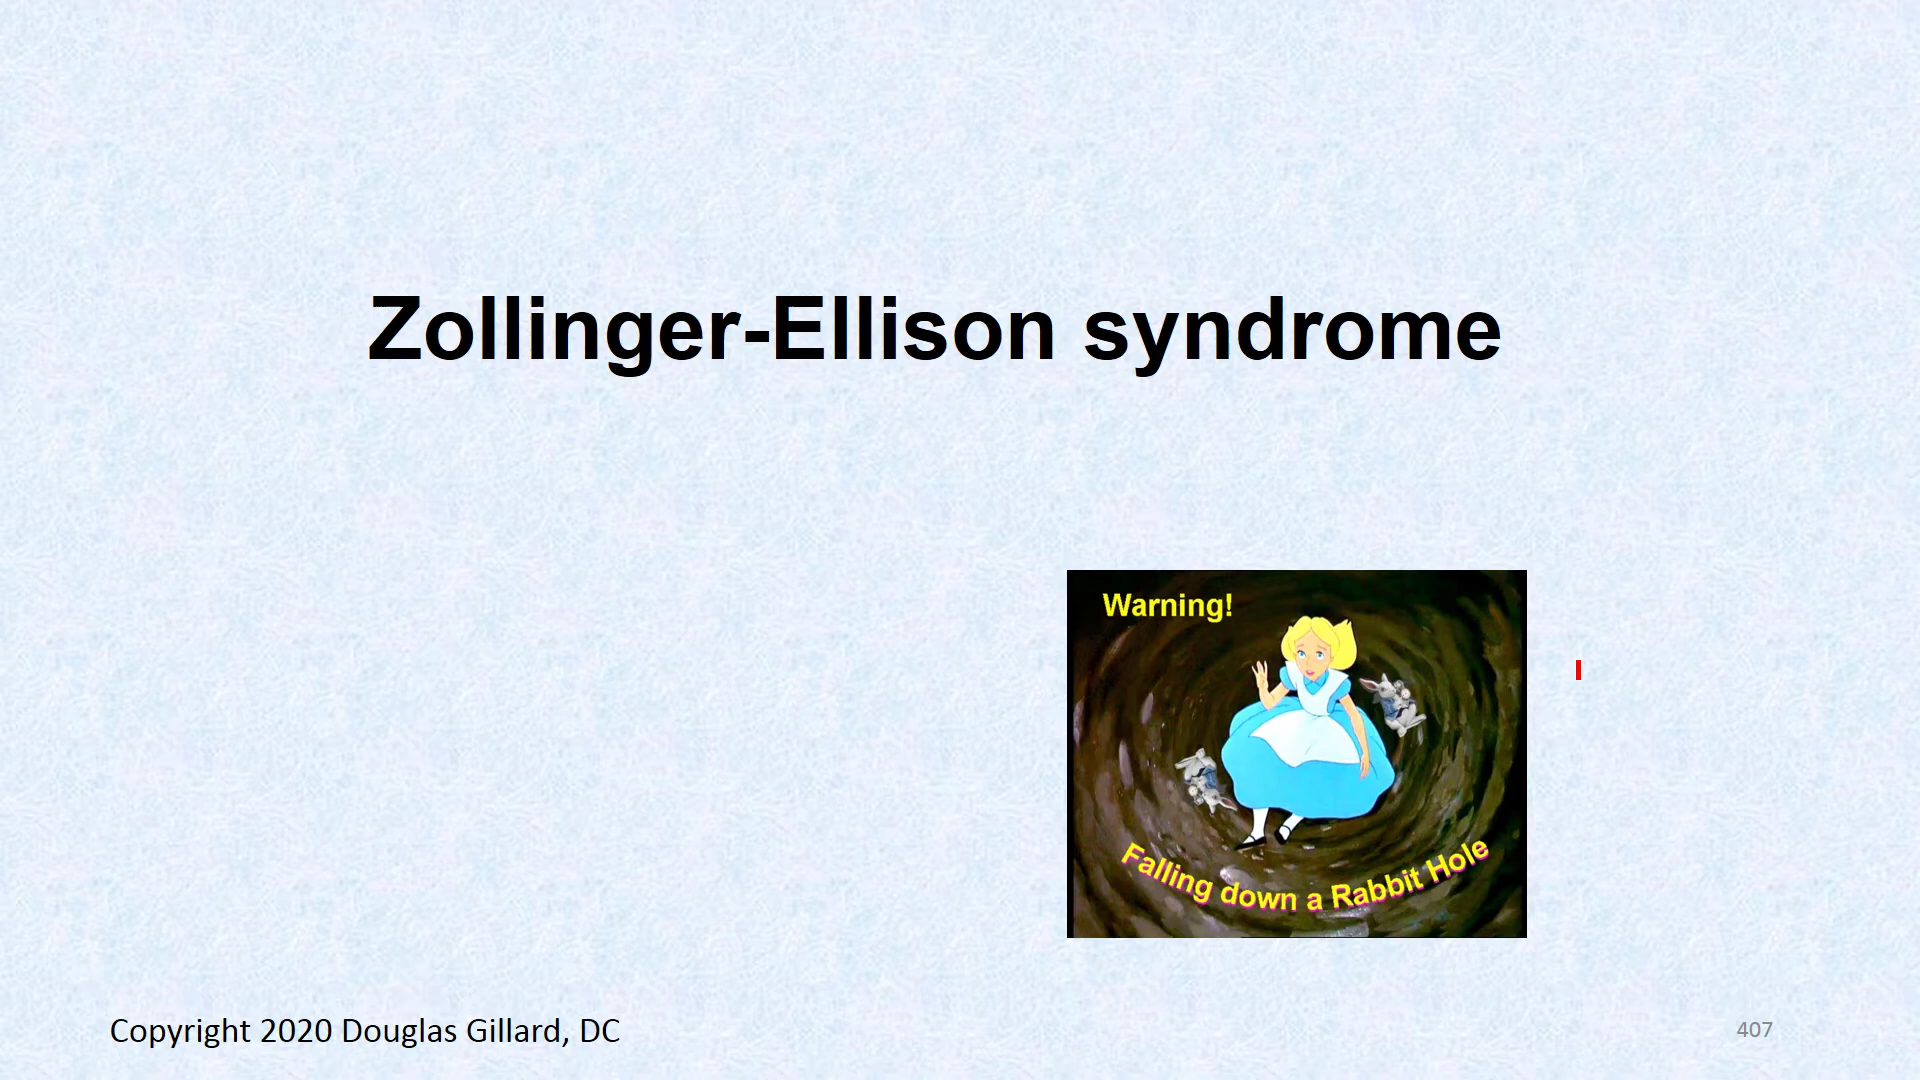 Zollinger-Ellison syndrome
Warning!
Falling down a Rabbit Hole
Copyright 2020 Douglas Gillard, DC
407